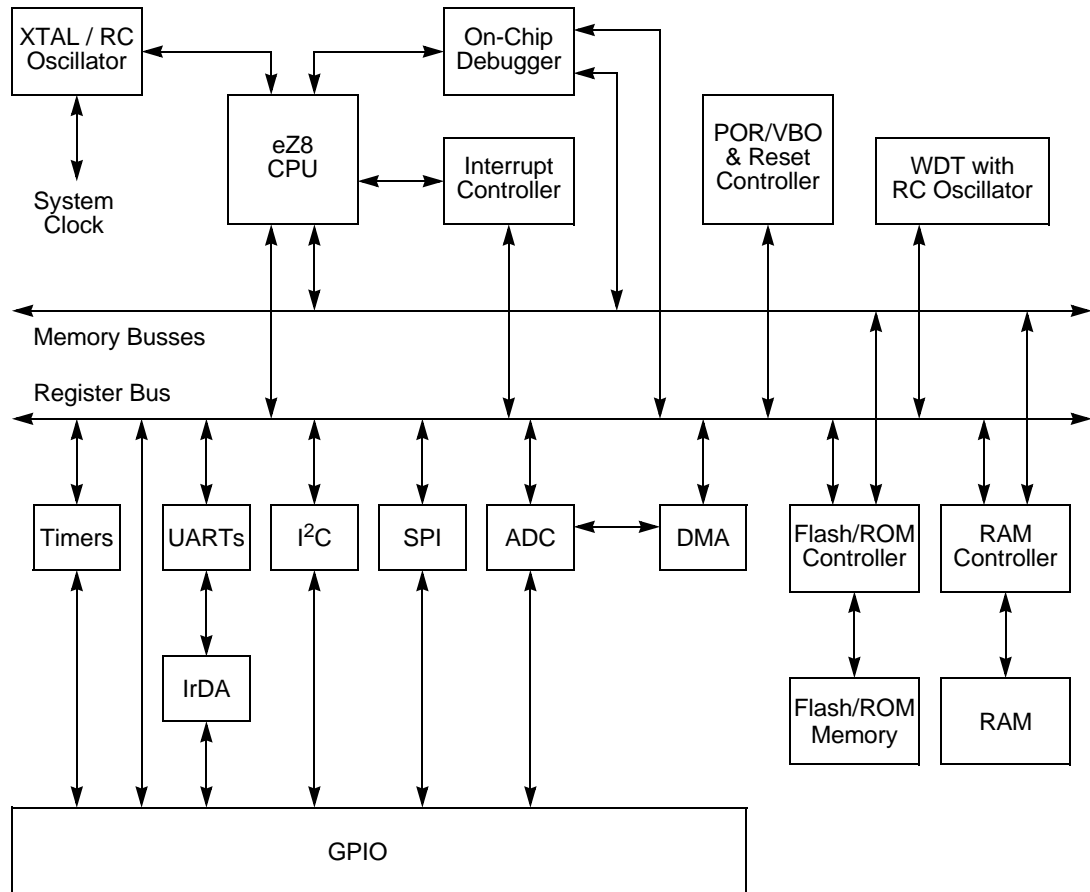 XTAL / RC
Oscillator
On-Chip
Debugger
eZ8
CPU
Interrupt
Controller
POR/VBO
& Reset
Controller
WDT with
RC Oscillator
System
Clock
Memory Busses
Register Bus
Timers
UARTs
I²C
SPI
ADC
DMA
Flash/ROM
Controller
RAM
Controller
IrDA
Flash/ROM
Memory
RAM
GPIO